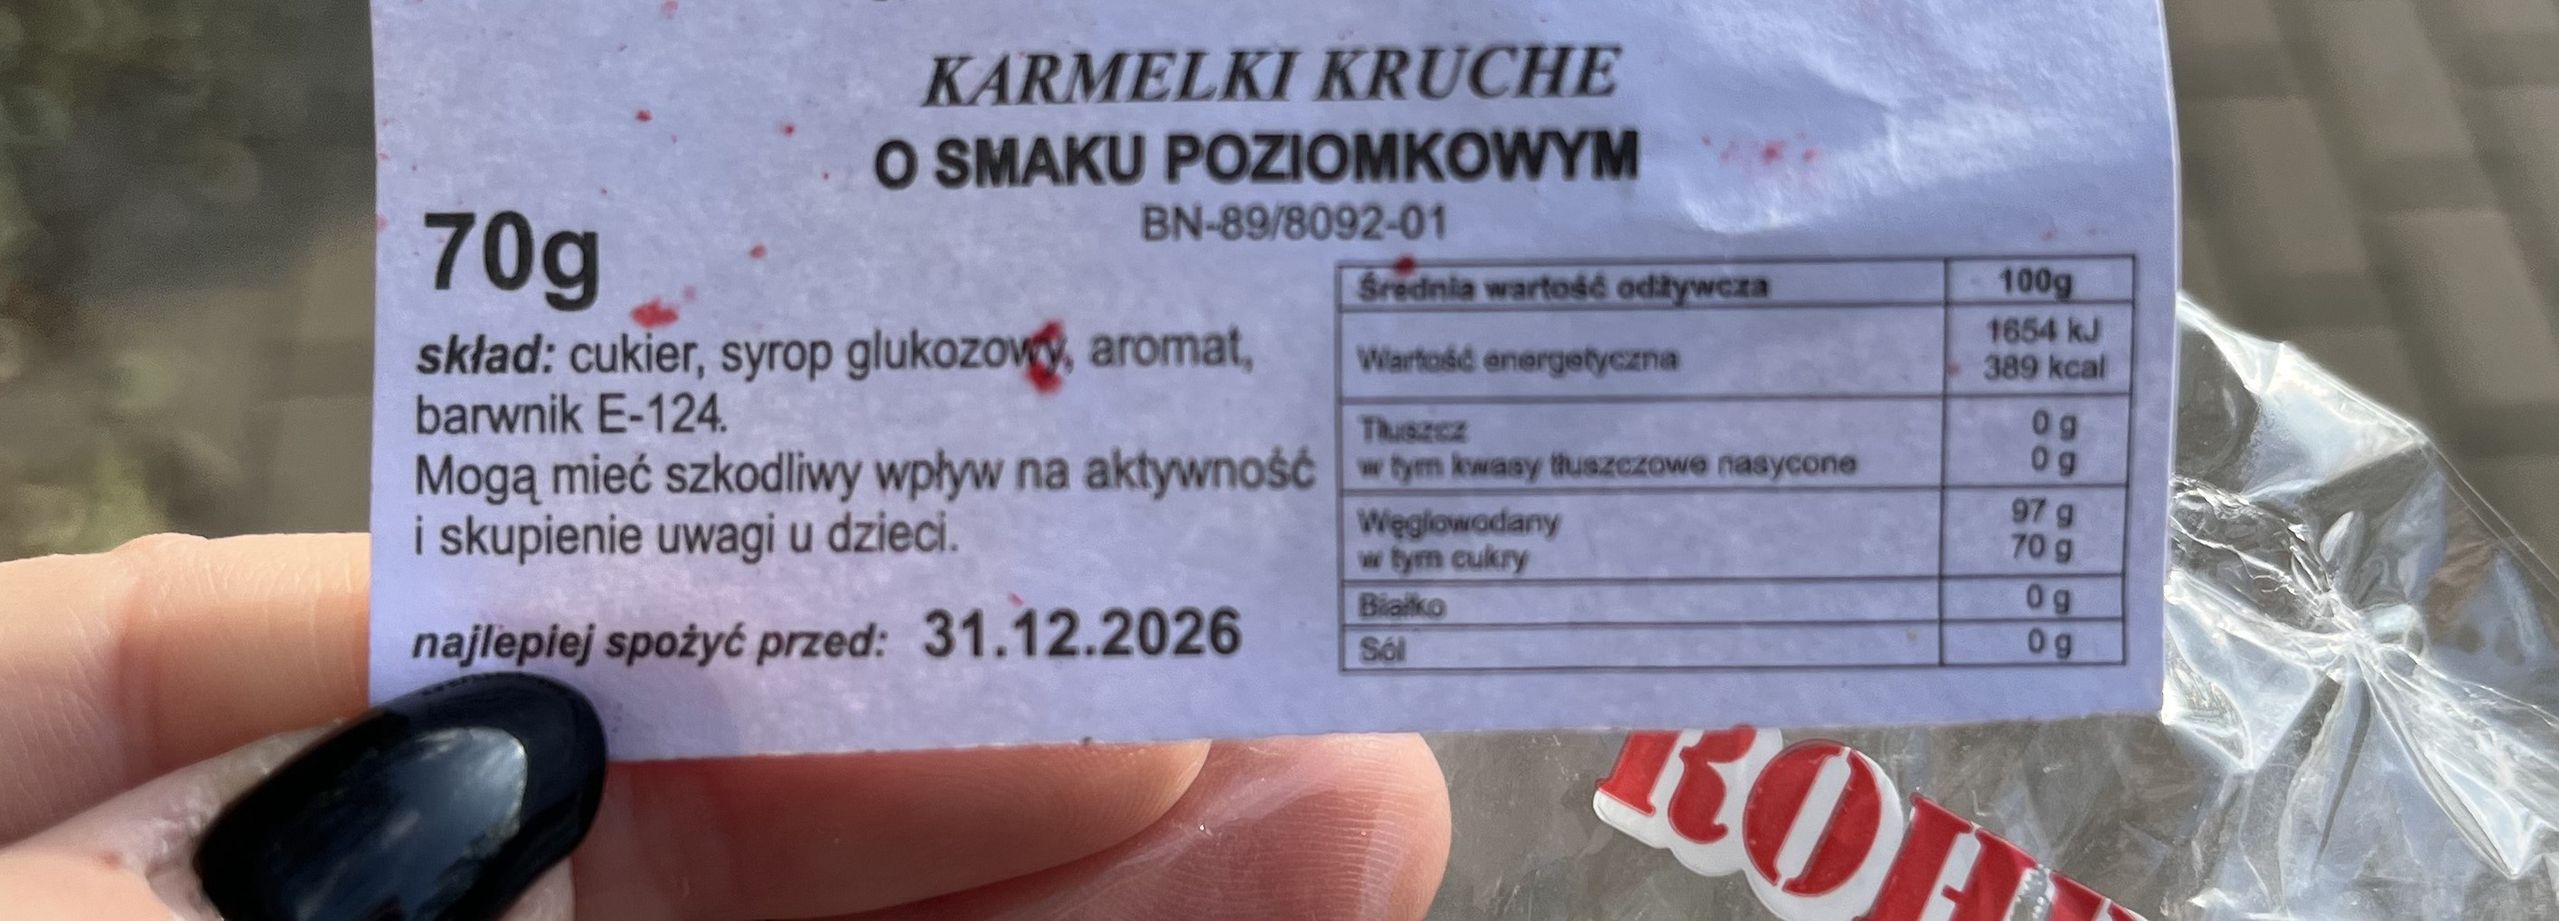 KARMELKI KRUCHE
O SMAKU POZIOMKOWYM
BN-89/8092-01
70g
skład: cukier, syrop glukozowy, aromat,
barwnik E-124.
Mogą mieć szkodliwy wpływ na aktywność
i skupienie uwagi u dzieci.
najlepiej spożyć przed: 31.12.2026
Średnia wartość odżywcza 100g
Wartość energetyczna 1654 kJ
389 kcal
Tłuszcz 0 g
w tym kwasy tłuszczowe nasycone 0 g
Węglowodany 97 g
w tym cukry 70 g
Białko 0 g
Sól 0 g